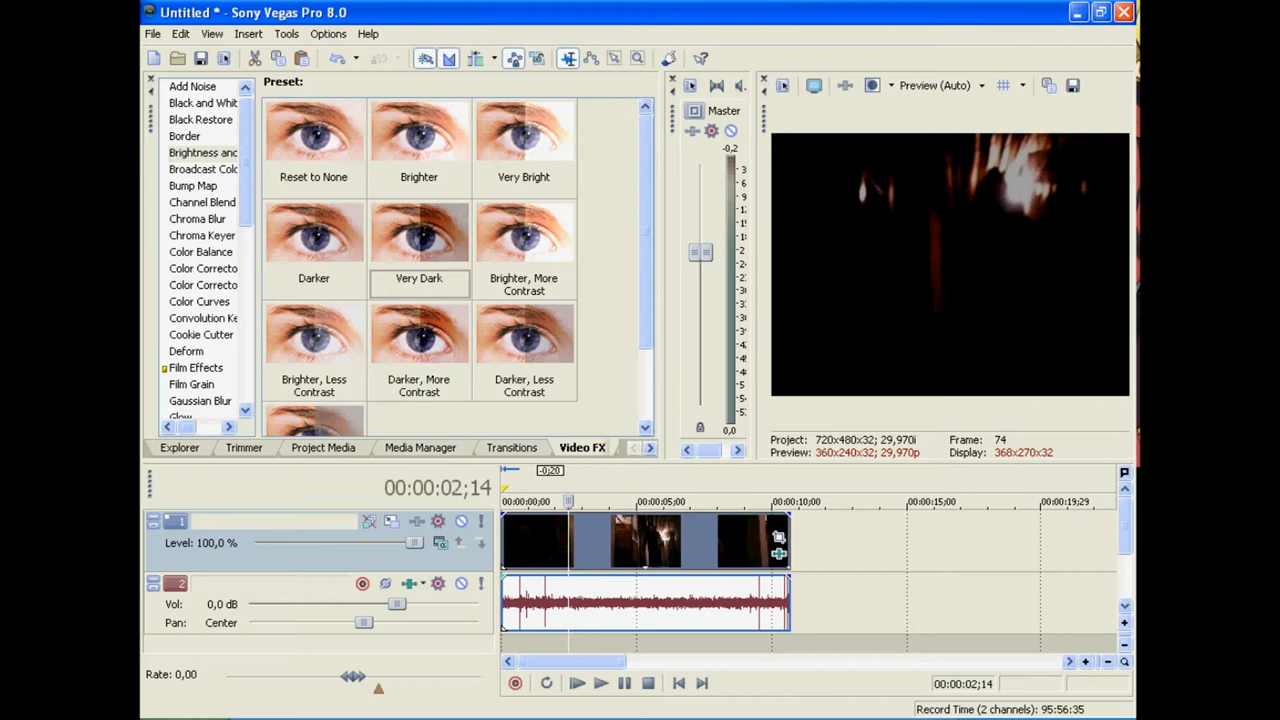 Untitled * - Sony Vegas Pro 8.0
File Edit View Insert Tools Options Help
Preset:
Add Noise
Black and Whit
Black Restore
Border
Brightness anc
Broadcast Colo
Bump Map
Channel Blend
Chroma Blur
Chroma Keyer
Color Balance
Color Correcto
Color Correcto
Color Curves
Convolution Ke
Cookie Cutter
Deform
Film Effects
Film Grain
Gaussian Blur
Glow
Reset to None
Brighter
Very Bright
Darker
Very Dark
Brighter, More
Contrast
Brighter, Less
Contrast
Darker, More
Contrast
Darker, Less
Contrast
Explorer Trimmer Project Media Media Manager Transitions Video FX
Master
-0,2
3
6
9
0,0
Preview (Auto)
Project: 720x480x32; 29,970i
Frame: 74
Preview: 360x240x32; 29,970p
Display: 368x270x32
00:00:02;14
-0;20
00:00:00;00 00:00:05;00 00:00:10;00 00:00:15;00 00:00:19;29
1
Level: 100,0 %
2
Vol: 0,0 dB
Pan: Center
Rate: 0,00
00:00:02;14
Record Time (2 channels): 95:56:35